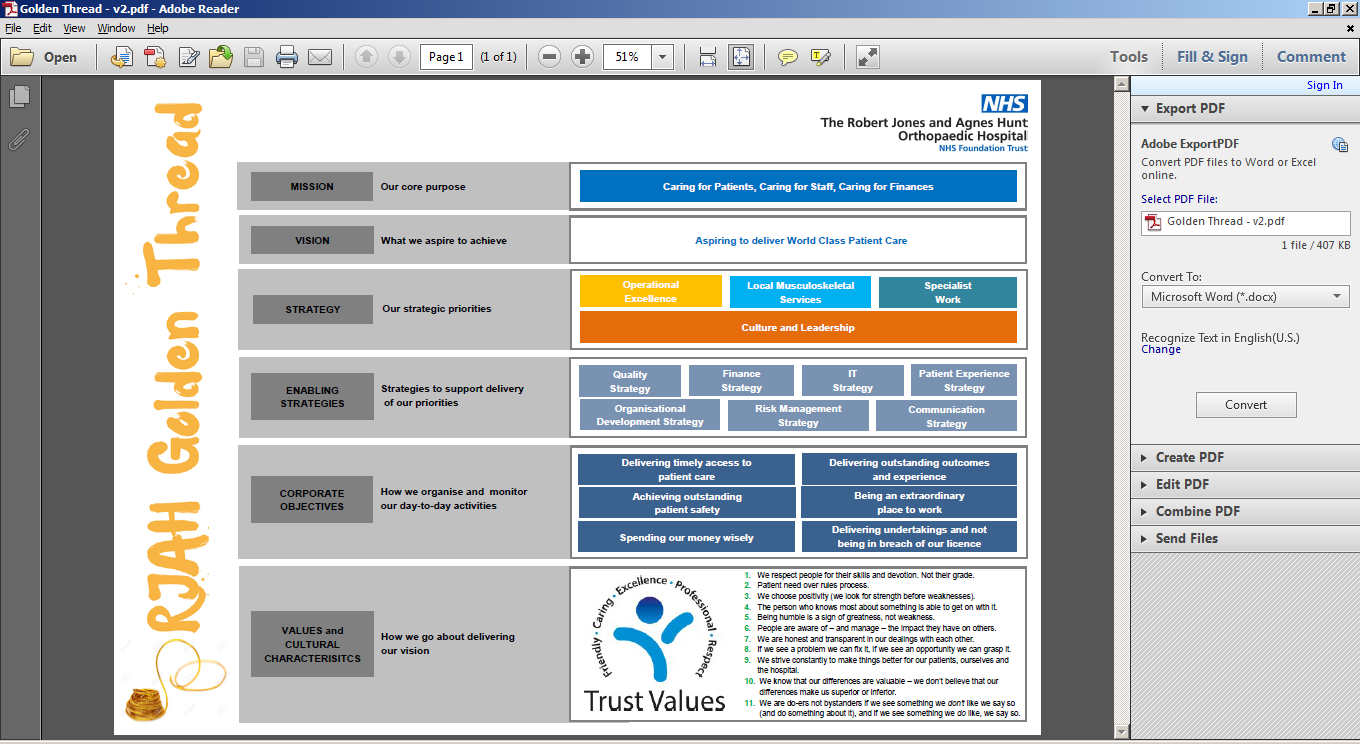 Golden Thread - v2.pdf - Adobe Reader
File Edit View Window Help
Open
Page 1 (1 of 1)
51%
Tools Fill & Sign Comment
Sign In
Export PDF
Adobe ExportPDF
Convert PDF files to Word or Excel
online.
Select PDF File:
Golden Thread - v2.pdf
1 file / 407 KB
Convert To:
Microsoft Word (*.docx)
Recognize Text in English(U.S.)
Change
Convert
Create PDF
Edit PDF
Combine PDF
Send Files
RJAH Golden Thread
NHS
The Robert Jones and Agnes Hunt
Orthopaedic Hospital
NHS Foundation Trust
MISSION
Our core purpose
Caring for Patients, Caring for Staff, Caring for Finances
VISION
What we aspire to achieve
Aspiring to deliver World Class Patient Care
STRATEGY
Our strategic priorities
Operational
Excellence
Local Musculoskeletal
Services
Specialist
Work
Culture and Leadership
ENABLING
STRATEGIES
Strategies to support delivery
of our priorities
Quality
Strategy
Finance
Strategy
IT
Strategy
Patient Experience
Strategy
Organisational
Development Strategy
Risk Management
Strategy
Communication
Strategy
CORPORATE
OBJECTIVES
How we organise and monitor
our day-to-day activities
Delivering timely access to
patient care
Delivering outstanding outcomes
and experience
Achieving outstanding
patient safety
Being an extraordinary
place to work
Spending our money wisely
Delivering undertakings and not
being in breach of our licence
VALUES and
CULTURAL
CHARACTERISITCS
How we go about delivering
our vision
Friendly • Caring • Excellence • Professional • Respect
Trust Values
1. We respect people for their skills and devotion. Not their grade.
2. Patient need over rules process.
3. We choose positivity (we look for strength before weaknesses).
4. The person who knows most about something is able to get on with it.
5. Being humble is a sign of greatness, not weakness.
6. People are aware of – and manage – the impact they have on others.
7. We are honest and transparent in our dealings with each other.
8. If we see a problem we can fix it, if we see an opportunity we can grasp it.
9. We strive constantly to make things better for our patients, ourselves and
the hospital.
10. We know that our differences are valuable – we don't believe that our
differences make us superior or inferior.
11. We are do-ers not bystanders if we see something we don't like we say so
(and do something about it), and if we see something we do like, we say so.